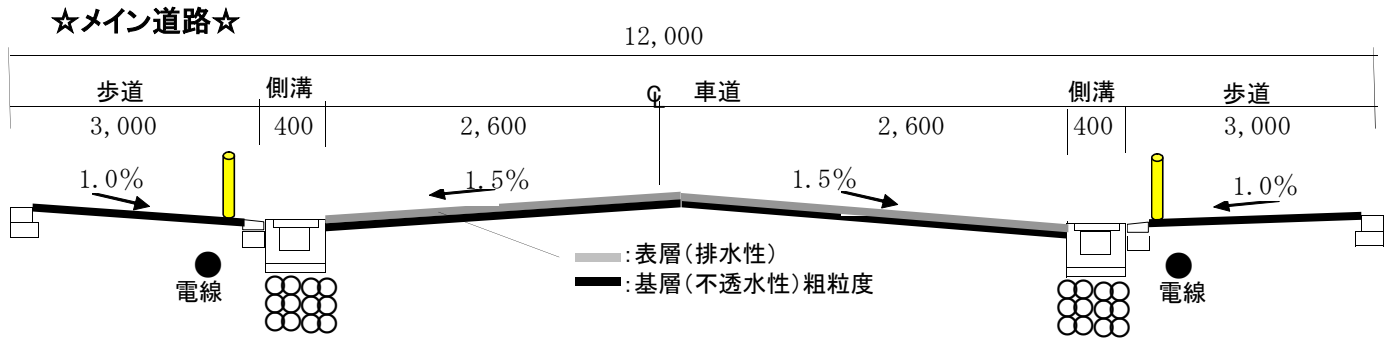 ☆メイン道路☆
12,000
歩道 側溝 ℄ 車道 側溝 歩道
3,000 400 2,600 2,600 400 3,000
1.0% 1.5% 1.5% 1.0%
:表層(排水性)
:基層(不透水性)粗粒度
電線 電線